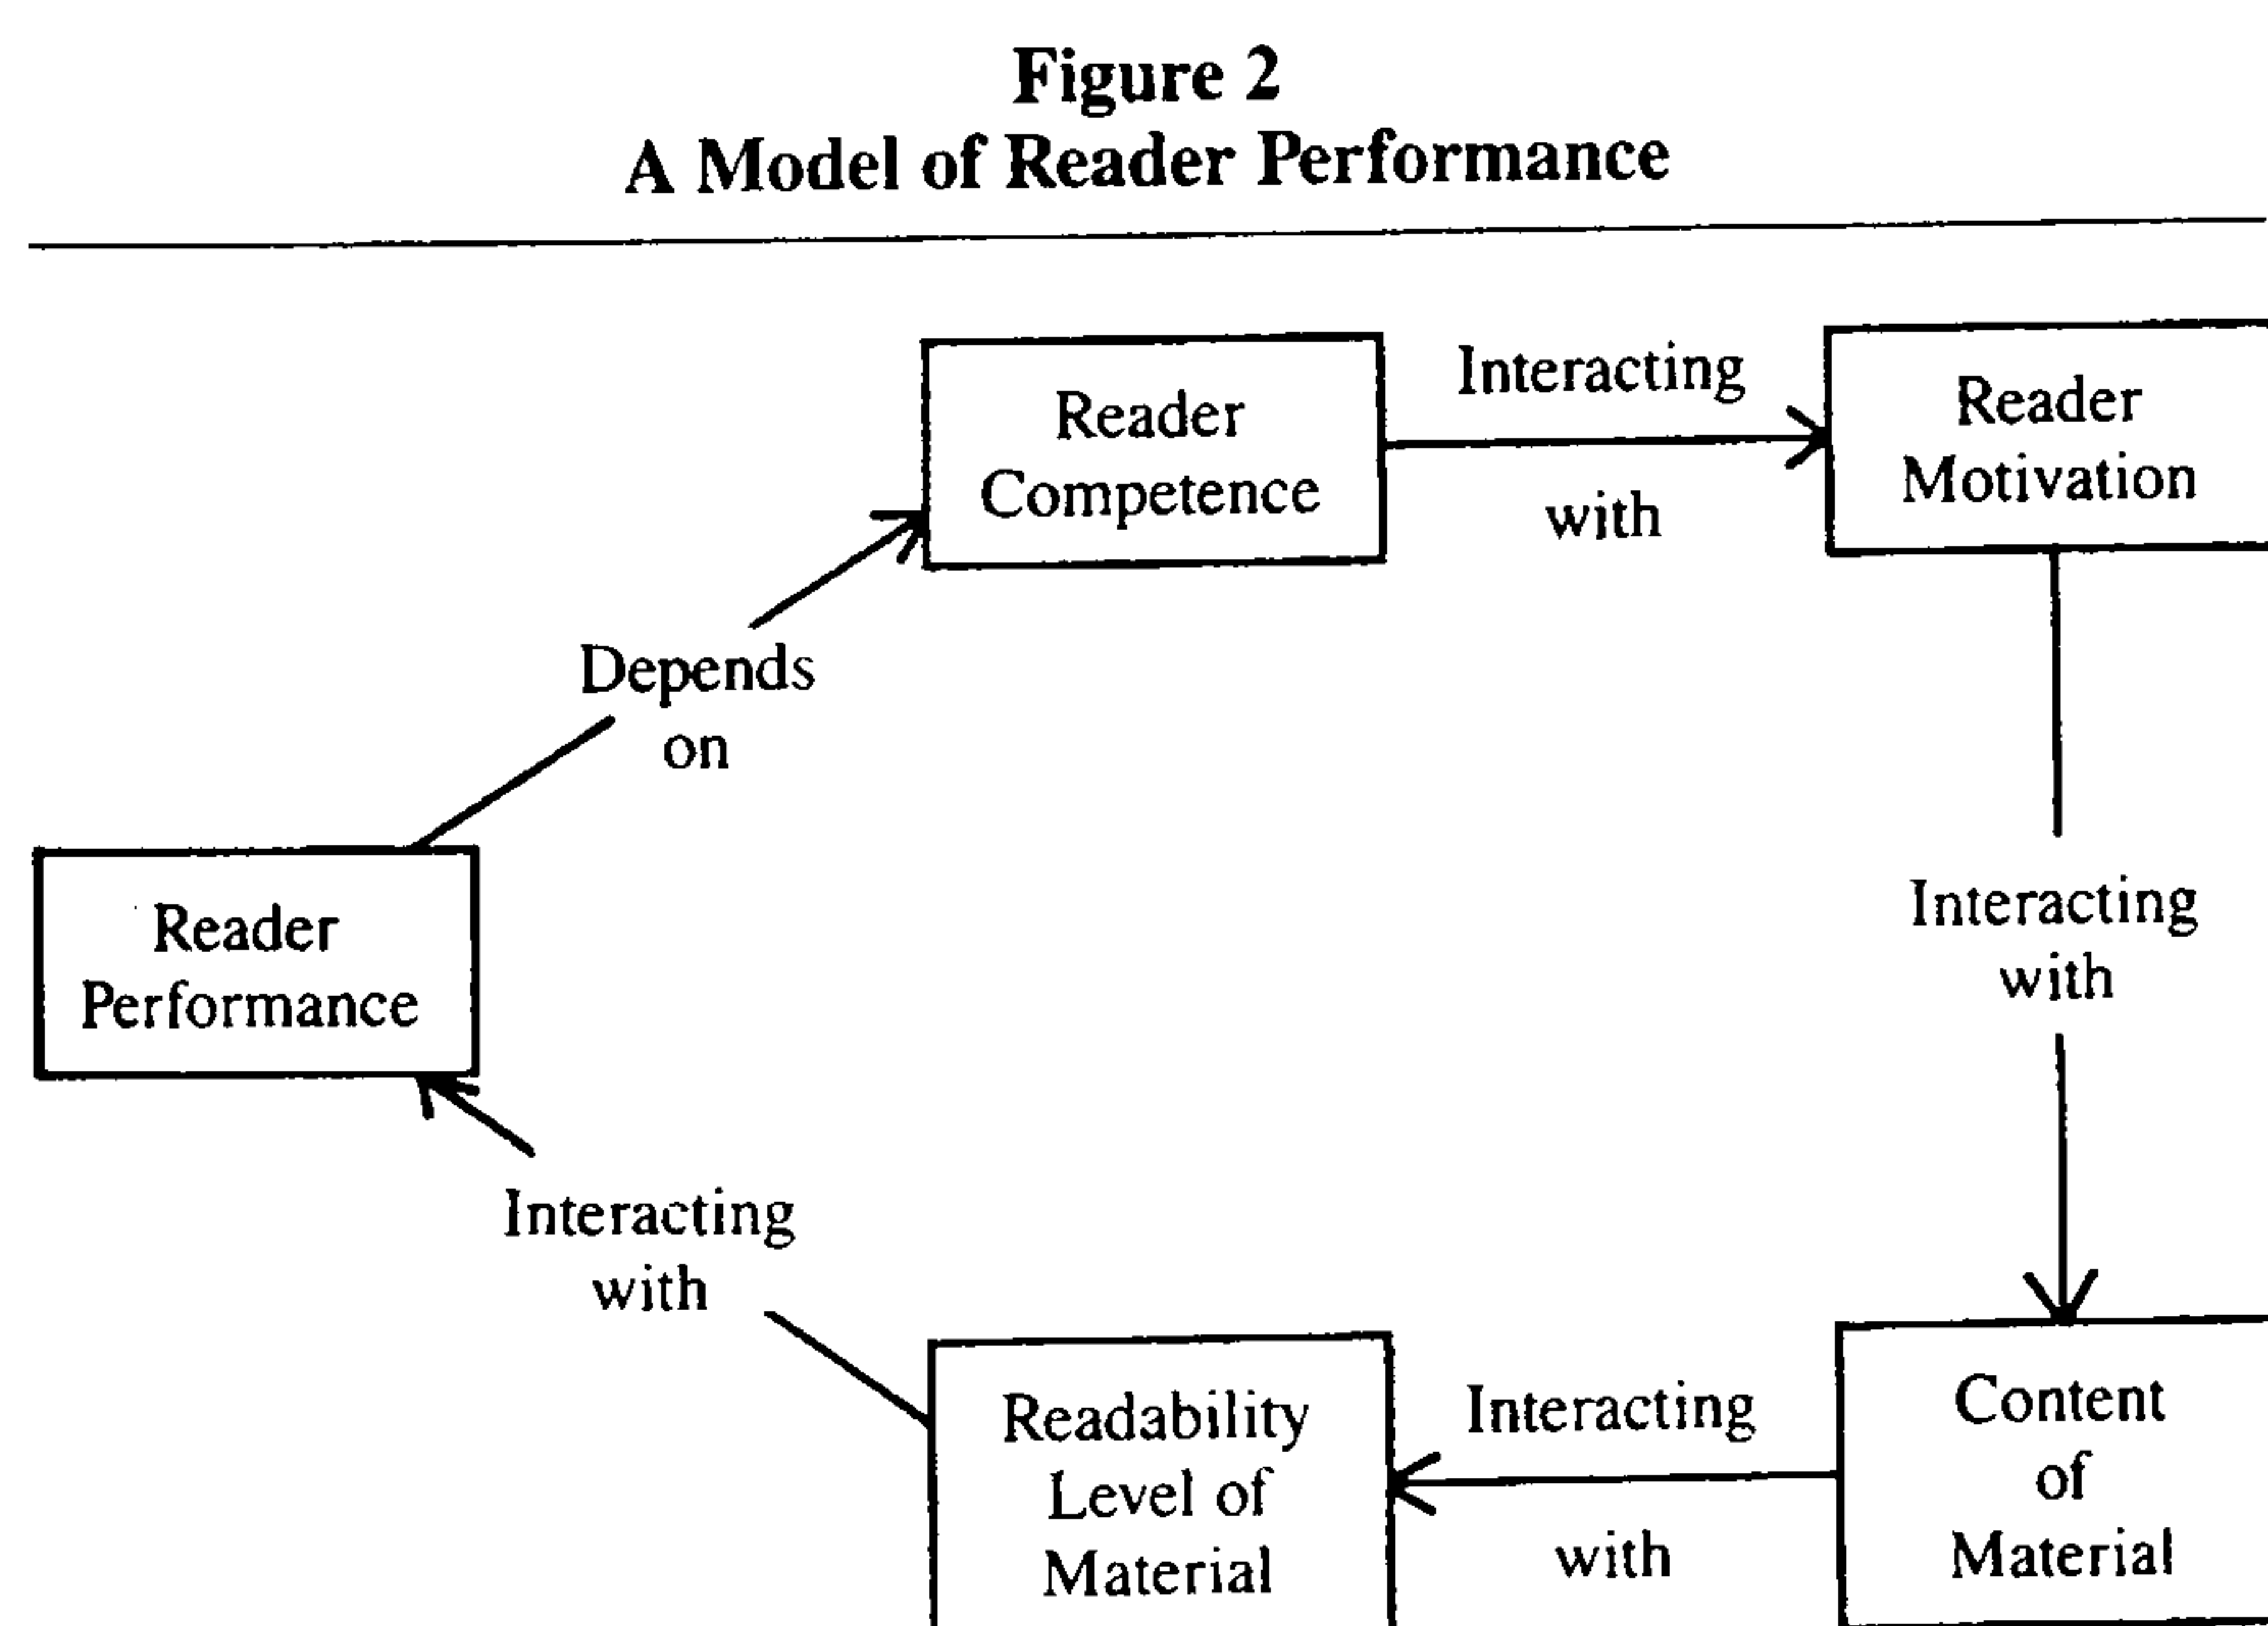 Figure 2
A Model of Reader Performance
Reader
Competence
Interacting
with
Reader
Motivation
Depends
on
Interacting
with
Reader
Performance
Interacting
with
Readability
Level of
Material
Interacting
with
Content
of
Material